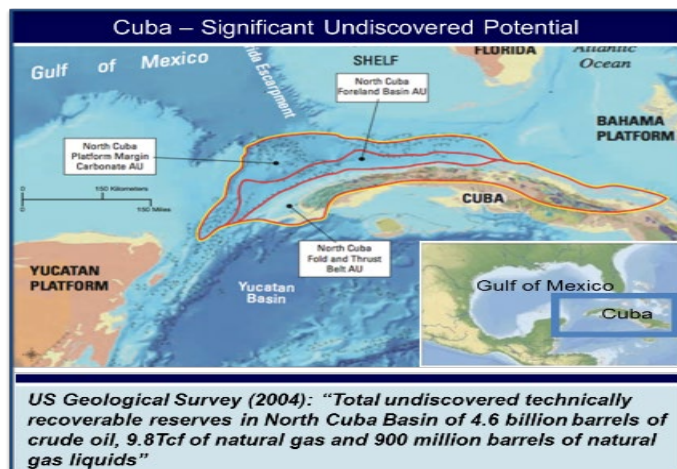 Cuba – Significant Undiscovered Potential
Gulf of Mexico
Escarpment
SHELF
FLORIDA
Atlantic
Ocean
North Cuba
Foreland Basin AU
BAHAMA
PLATFORM
North Cuba
Platform Margin
Carbonate AU
0 150 Kilometers
0 150 Miles
CUBA
North Cuba
Fold and Thrust
Belt AU
YUCATAN
PLATFORM
Yucatan
Basin
Gulf of Mexico
Cuba
US Geological Survey (2004): “Total undiscovered technically
recoverable reserves in North Cuba Basin of 4.6 billion barrels of
crude oil, 9.8Tcf of natural gas and 900 million barrels of natural
gas liquids”